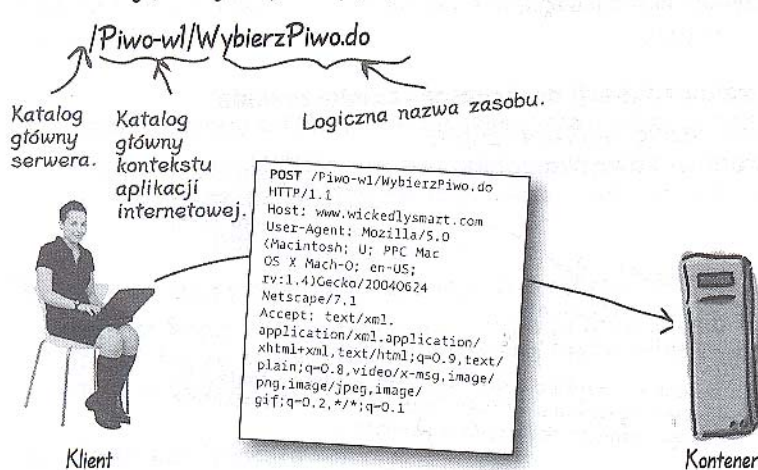 /Piwo-w1/WybierzPiwo.do
Katalog
główny
serwera.
Katalog
główny
kontekstu
aplikacji
internetowej.
Logiczna nazwa zasobu.
POST /Piwo-w1/WybierzPiwo.do
HTTP/1.1
Host: www.wickedlysmart.com
User-Agent: Mozilla/5.0
(Macintosh; U; PPC Mac
OS X Mach-O; en-US;
rv:1.4)Gecko/20040624
Netscape/7.1
Accept: text/xml.
application/xml.application/
xhtml+xml,text/html;q=0.9,text/
plain;q=0.8,video/x-msg,image/
png,image/jpeg,image/
gif;q=0.2,*/*;q=0.1
Klient
Kontener